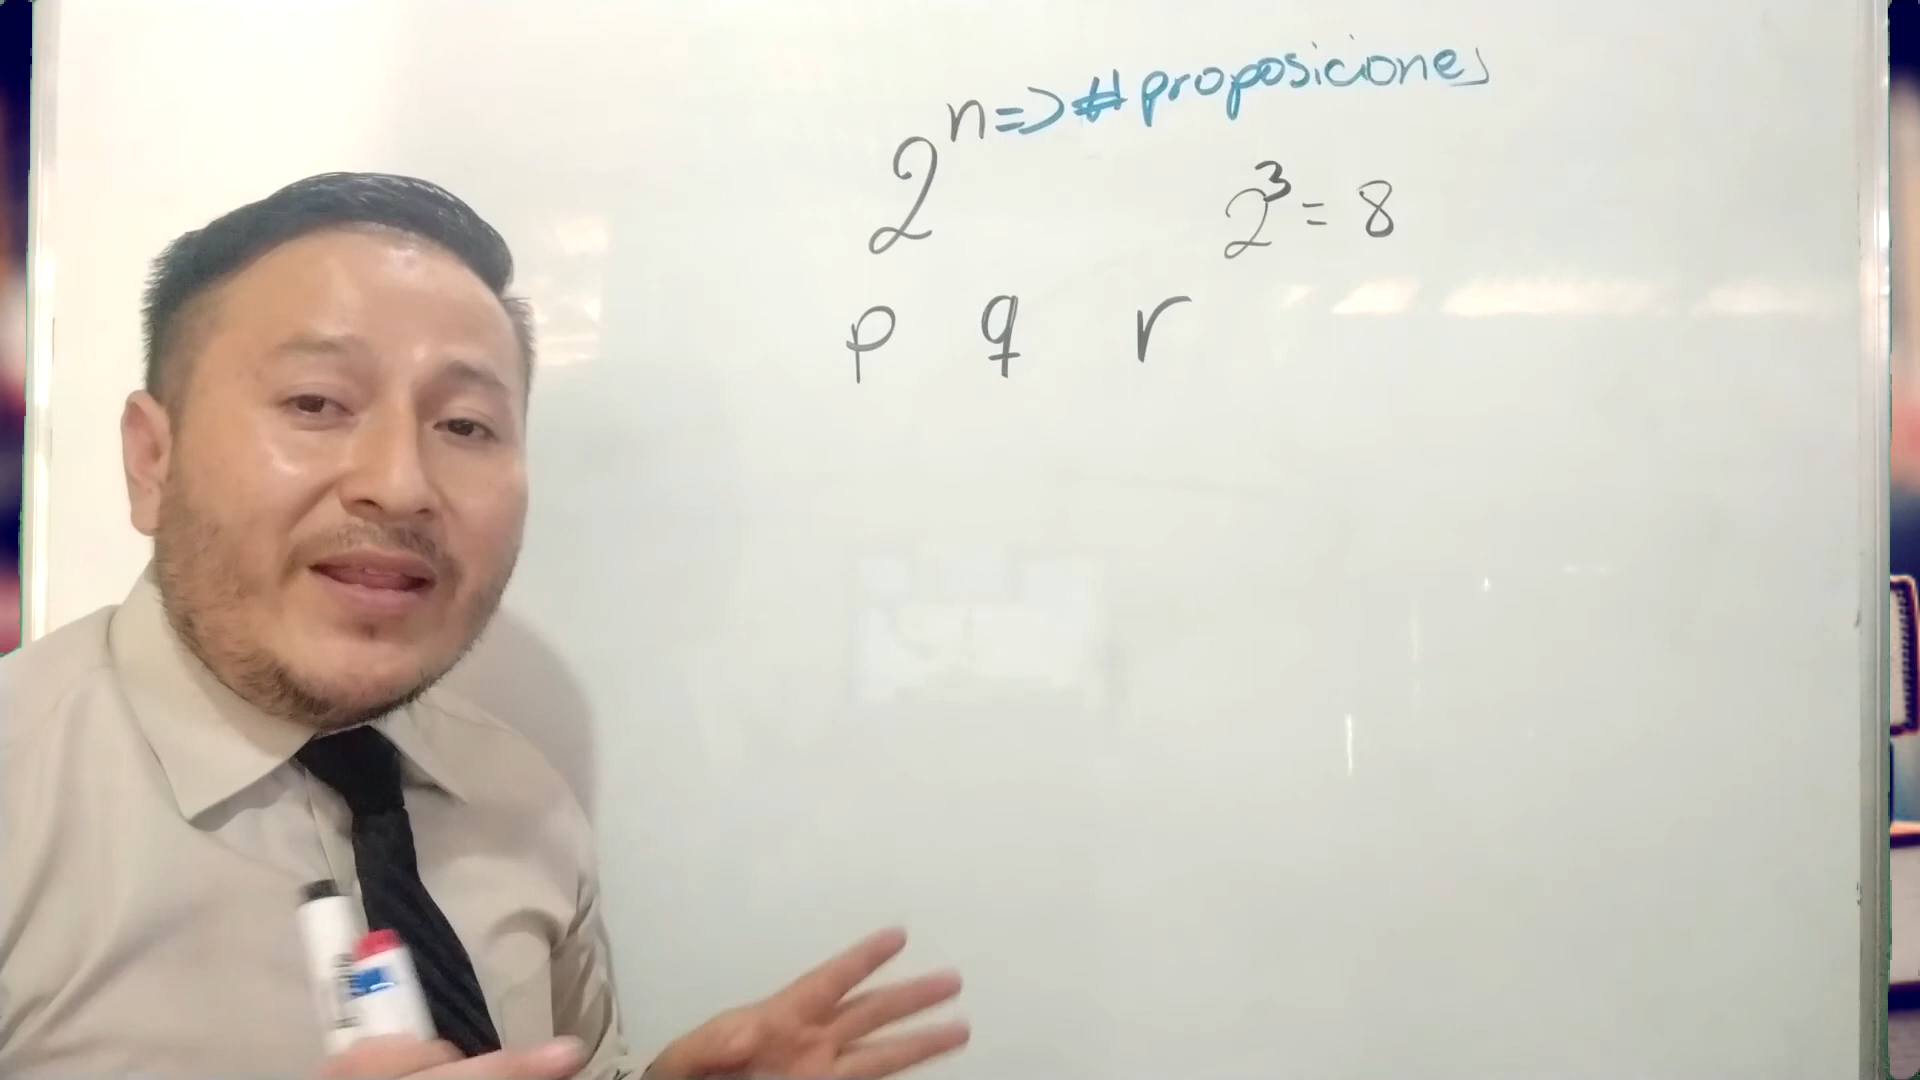 2ⁿ => # proposiciones
2³ = 8
p q r